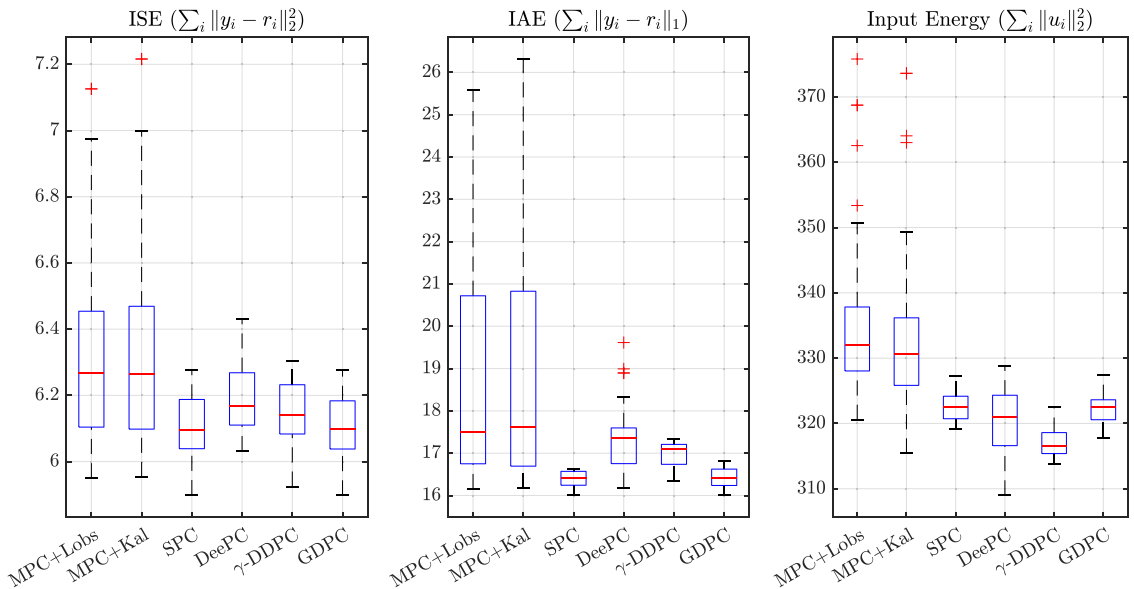 ISE (∑ᵢ ‖yᵢ − rᵢ‖₂²)
7.2
7
6.8
6.6
6.4
6.2
6
MPC+Lobs
MPC+Kal
SPC
DeePC
γ-DDPC
GDPC
IAE (∑ᵢ ‖yᵢ − rᵢ‖₁)
26
25
24
23
22
21
20
19
18
17
16
MPC+Lobs
MPC+Kal
SPC
DeePC
γ-DDPC
GDPC
Input Energy (∑ᵢ ‖uᵢ‖₂²)
370
360
350
340
330
320
310
MPC+Lobs
MPC+Kal
SPC
DeePC
γ-DDPC
GDPC